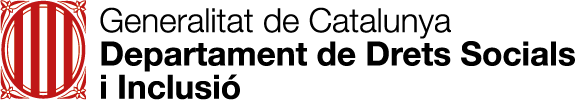 Generalitat de Catalunya
Departament de Drets Socials
i Inclusió